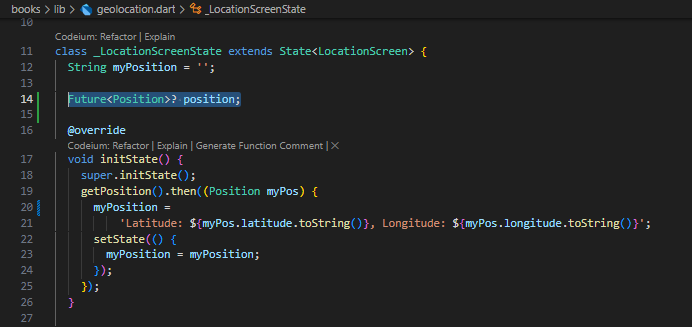 books > lib > geolocation.dart > _LocationScreenState
10
Codeium: Refactor | Explain
11 class _LocationScreenState extends State<LocationScreen> {
12 String myPosition = '';
13
14 Future<Position>? position;
15
16 @override
Codeium: Refactor | Explain | Generate Function Comment | ×
17 void initState() {
18 super.initState();
19 getPosition().then((Position myPos) {
20 myPosition =
21 'Latitude: ${myPos.latitude.toString()}, Longitude: ${myPos.longitude.toString()}';
22 setState(() {
23 myPosition = myPosition;
24 });
25 });
26 }
27